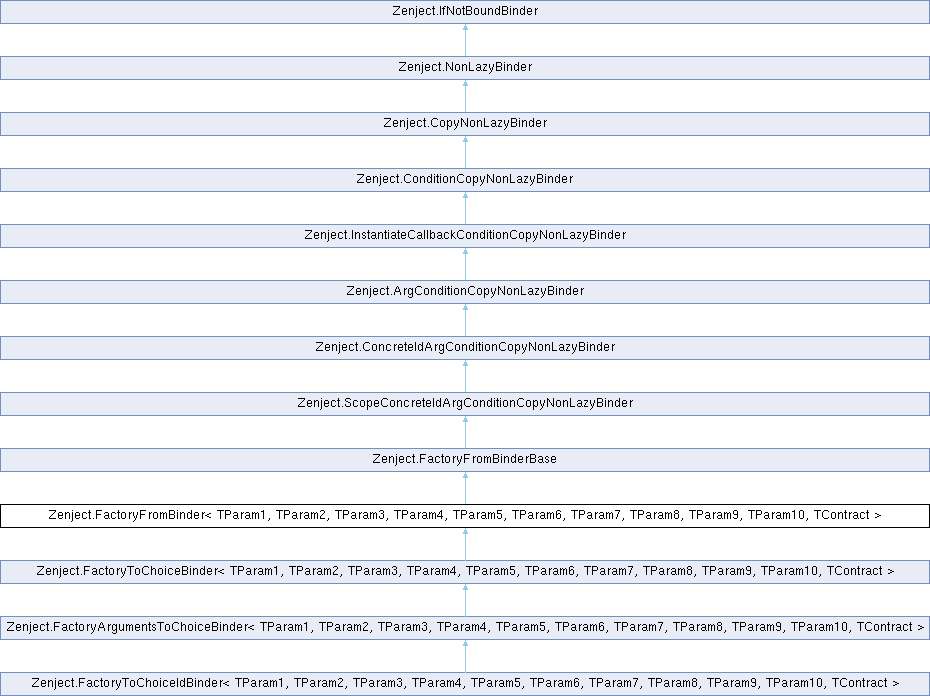 Zenject.IfNotBoundBinder
Zenject.NonLazyBinder
Zenject.CopyNonLazyBinder
Zenject.ConditionCopyNonLazyBinder
Zenject.InstantiateCallbackConditionCopyNonLazyBinder
Zenject.ArgConditionCopyNonLazyBinder
Zenject.ConcreteIdArgConditionCopyNonLazyBinder
Zenject.ScopeConcreteIdArgConditionCopyNonLazyBinder
Zenject.FactoryFromBinderBase
Zenject.FactoryFromBinder< TParam1, TParam2, TParam3, TParam4, TParam5, TParam6, TParam7, TParam8, TParam9, TParam10, TContract >
Zenject.FactoryToChoiceBinder< TParam1, TParam2, TParam3, TParam4, TParam5, TParam6, TParam7, TParam8, TParam9, TParam10, TContract >
Zenject.FactoryArgumentsToChoiceBinder< TParam1, TParam2, TParam3, TParam4, TParam5, TParam6, TParam7, TParam8, TParam9, TParam10, TContract >
Zenject.FactoryToChoiceIdBinder< TParam1, TParam2, TParam3, TParam4, TParam5, TParam6, TParam7, TParam8, TParam9, TParam10, TContract >